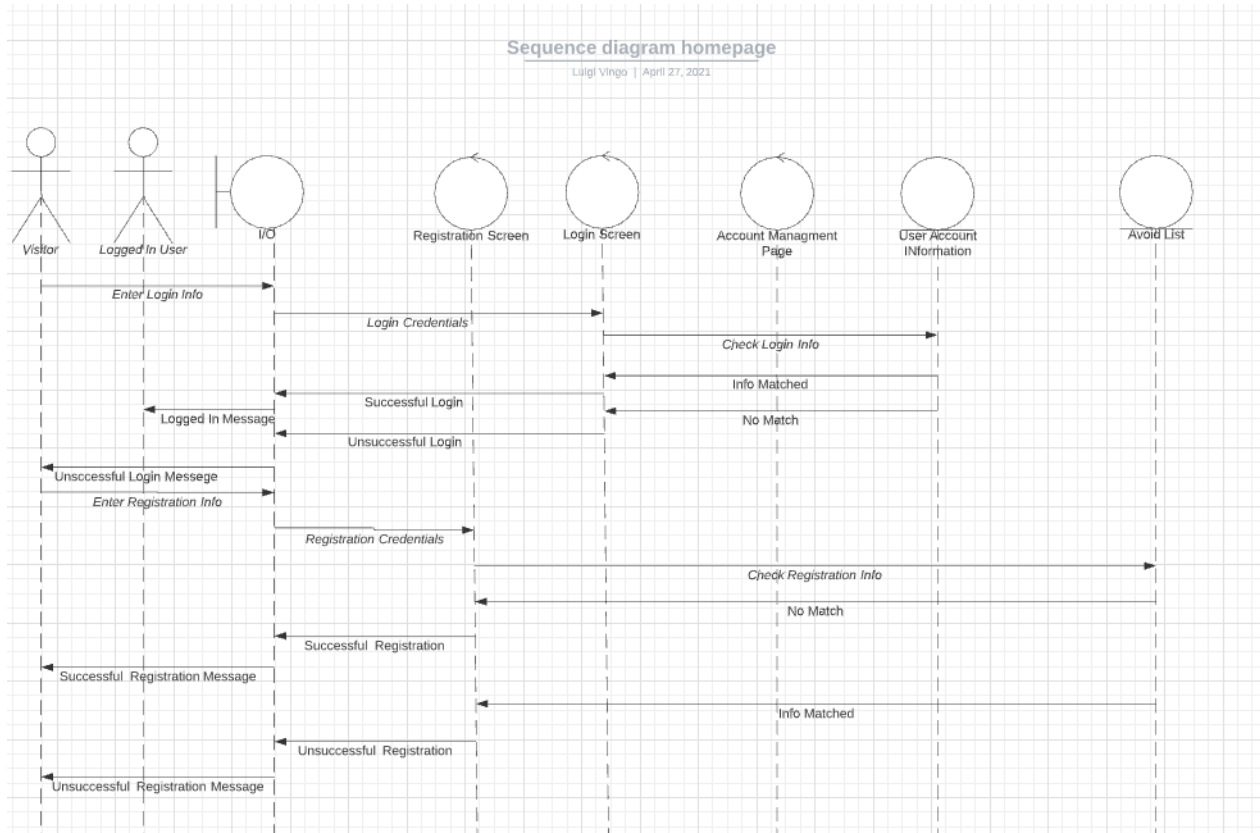 Sequence diagram homepage
Luigi Vingo | April 27, 2021
Visitor
Logged In User
I/O
Registration Screen
Login Screen
Account Managment
Page
User Account
INformation
Avoid List
Enter Login Info
Login Credentials
Check Login Info
Info Matched
Successful Login
Logged In Message
No Match
Unsuccessful Login
Unsccessful Login Messege
Enter Registration Info
Registration Credentials
Check Registration Info
No Match
Successful Registration
Successful Registration Message
Info Matched
Unsuccessful Registration
Unsuccessful Registration Message